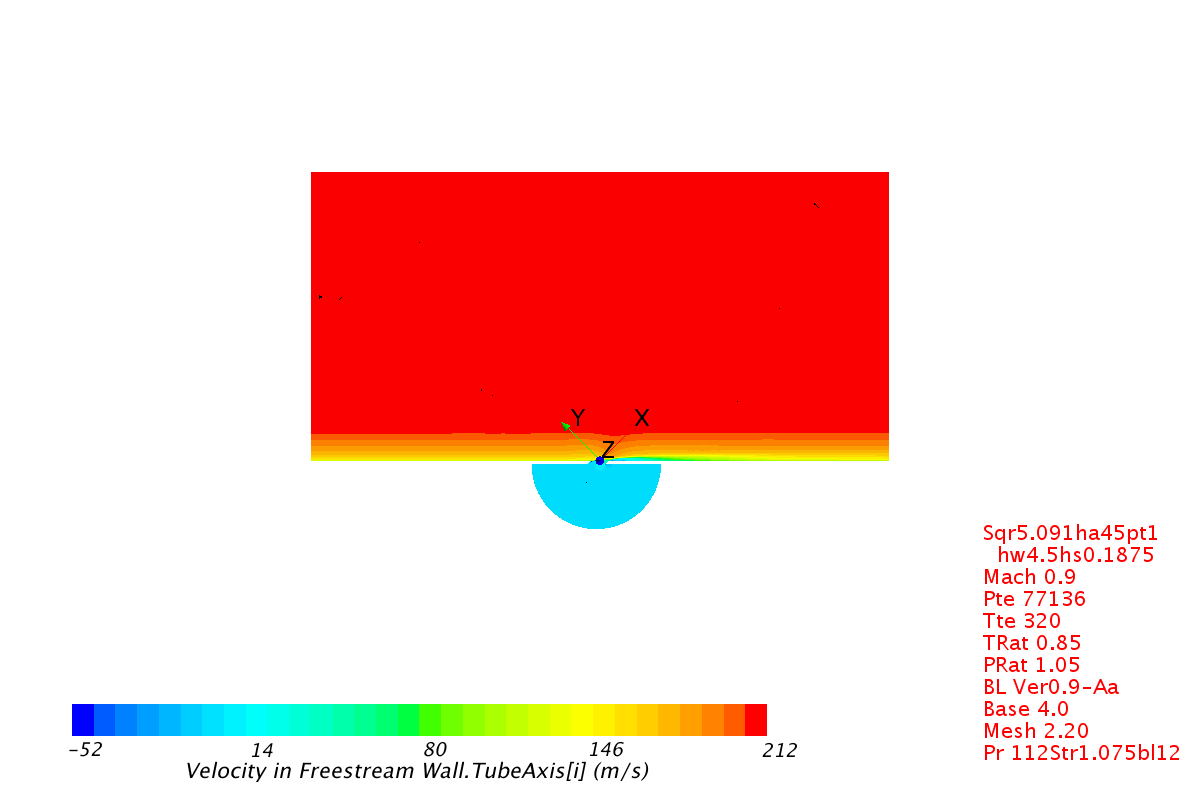 Y X
Z
Sqr5.091ha45pt1
hw4.5hs0.1875
Mach 0.9
Pte 77136
Tte 320
TRat 0.85
PRat 1.05
BL Ver0.9-Aa
Base 4.0
Mesh 2.20
Pr 112Str1.075bl12
-52 14 80 146 212
Velocity in Freestream Wall.TubeAxis[i] (m/s)